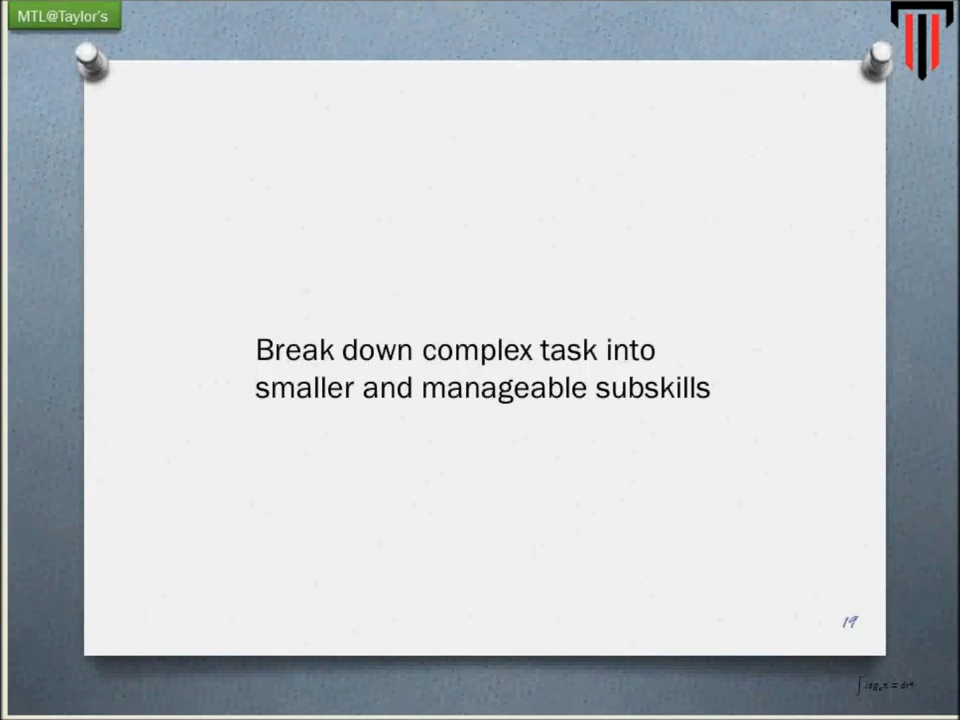 MTL@Taylor's
Break down complex task into
smaller and manageable subskills
19